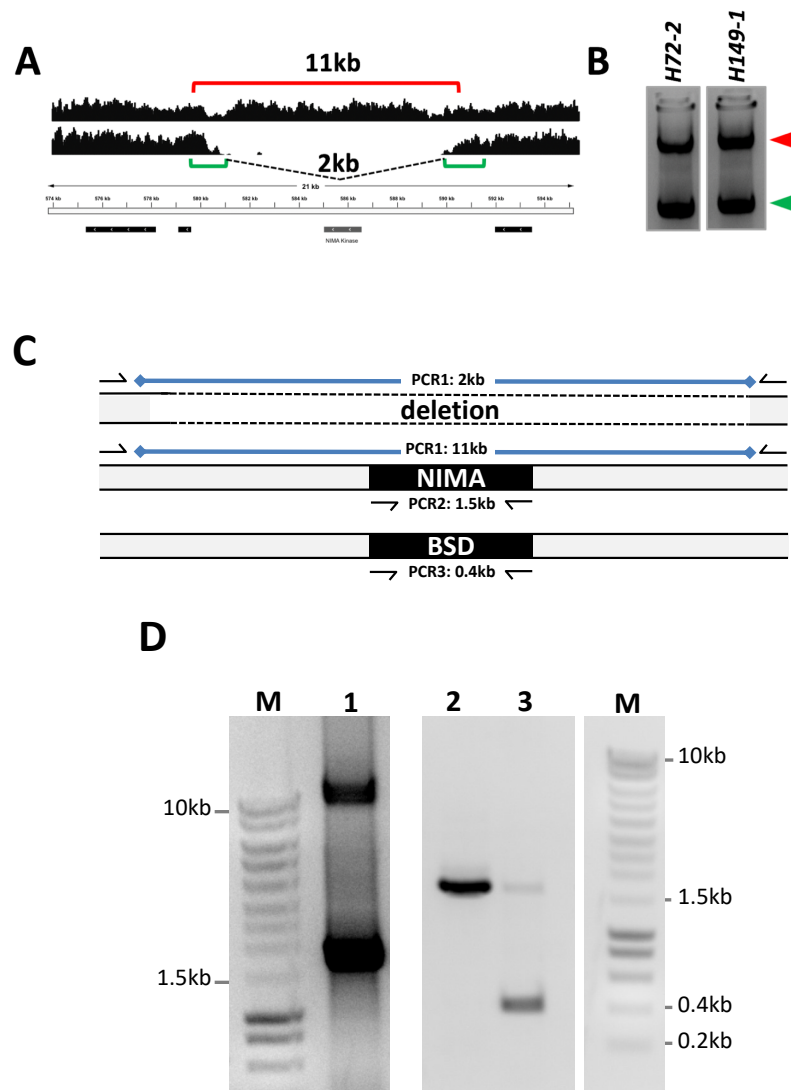 A
11kb
2kb
21 kb
574 kb 576 kb 578 kb 580 kb 582 kb 584 kb 586 kb 588 kb 590 kb 592 kb 594 kb
NIMA Kinase
B
H72-2
H149-1
C
PCR1: 2kb
deletion
PCR1: 11kb
NIMA
PCR2: 1.5kb
BSD
PCR3: 0.4kb
D
M 1 2 3 M
10kb
1.5kb
10kb
1.5kb
0.4kb
0.2kb